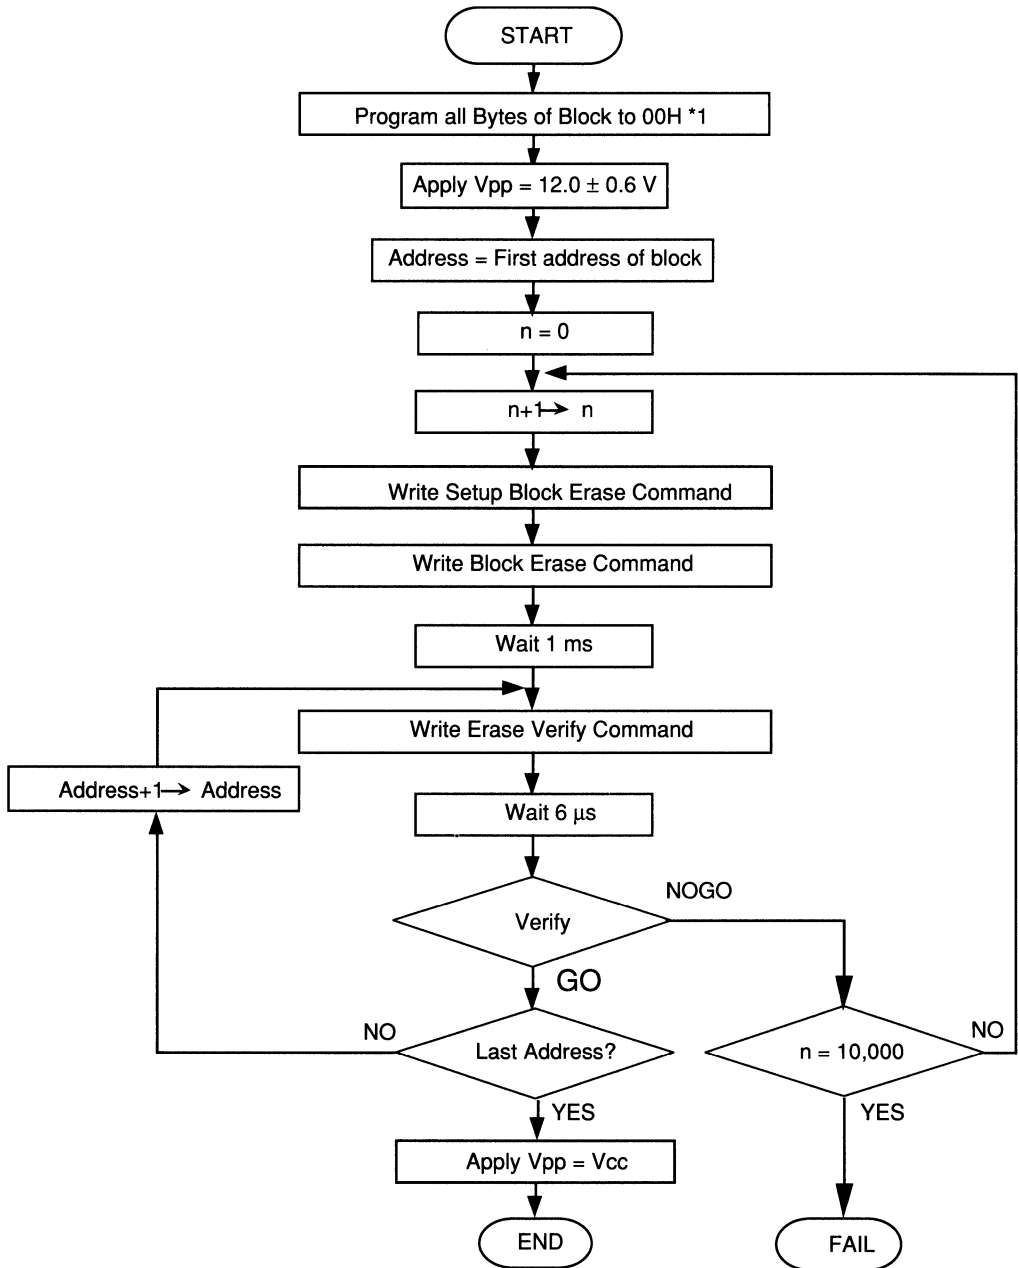 START
Program all Bytes of Block to 00H *1
Apply Vpp = 12.0 ± 0.6 V
Address = First address of block
n = 0
n+1→ n
Write Setup Block Erase Command
Write Block Erase Command
Wait 1 ms
Write Erase Verify Command
Address+1→ Address
Wait 6 µs
NOGO
Verify
GO
NO
Last Address?
n = 10,000
NO
YES
YES
Apply Vpp = Vcc
END
FAIL